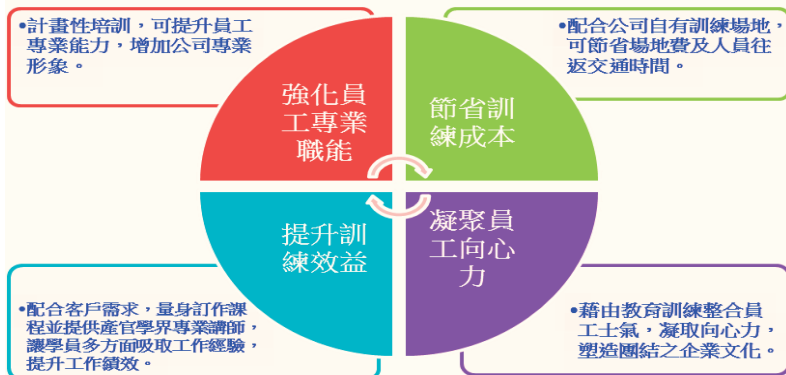 •計畫性培訓，可提升員工
專業能力，增加公司專業
形象。
強化員
工專業
職能
•配合公司自有訓練場地，
可節省場地費及人員往
返交通時間。
節省訓
練成本
提升訓
練效益
•配合客戶需求，量身訂作課
程並提供產官學界專業講師，
讓學員多方面吸取工作經驗，
提升工作績效。
凝聚員
工向心
力
•藉由教育訓練整合員
工士氣，凝取向心力，
塑造團結之企業文化。